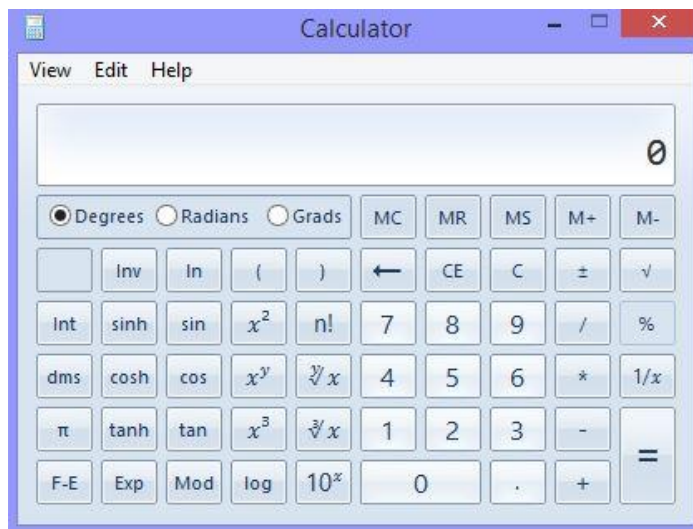 Calculator
View Edit Help
0
Degrees Radians Grads MC MR MS M+ M-
Inv In ( ) ← CE C ± √
Int sinh sin x² n! 7 8 9 / %
dms cosh cos xʸ ʸ√x 4 5 6 * 1/x
π tanh tan x³ ³√x 1 2 3 - =
F-E Exp Mod log 10ˣ 0 . +